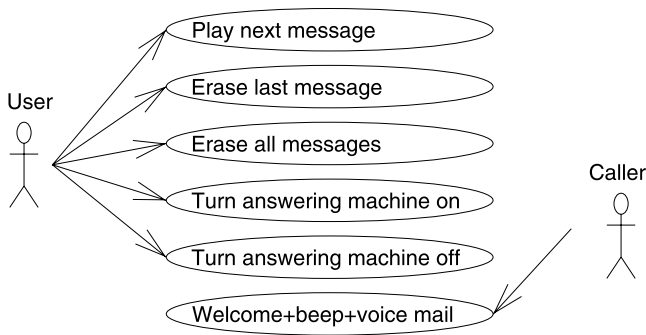 Play next message
Erase last message
User
Erase all messages
Caller
Turn answering machine on
Turn answering machine off
Welcome+beep+voice mail